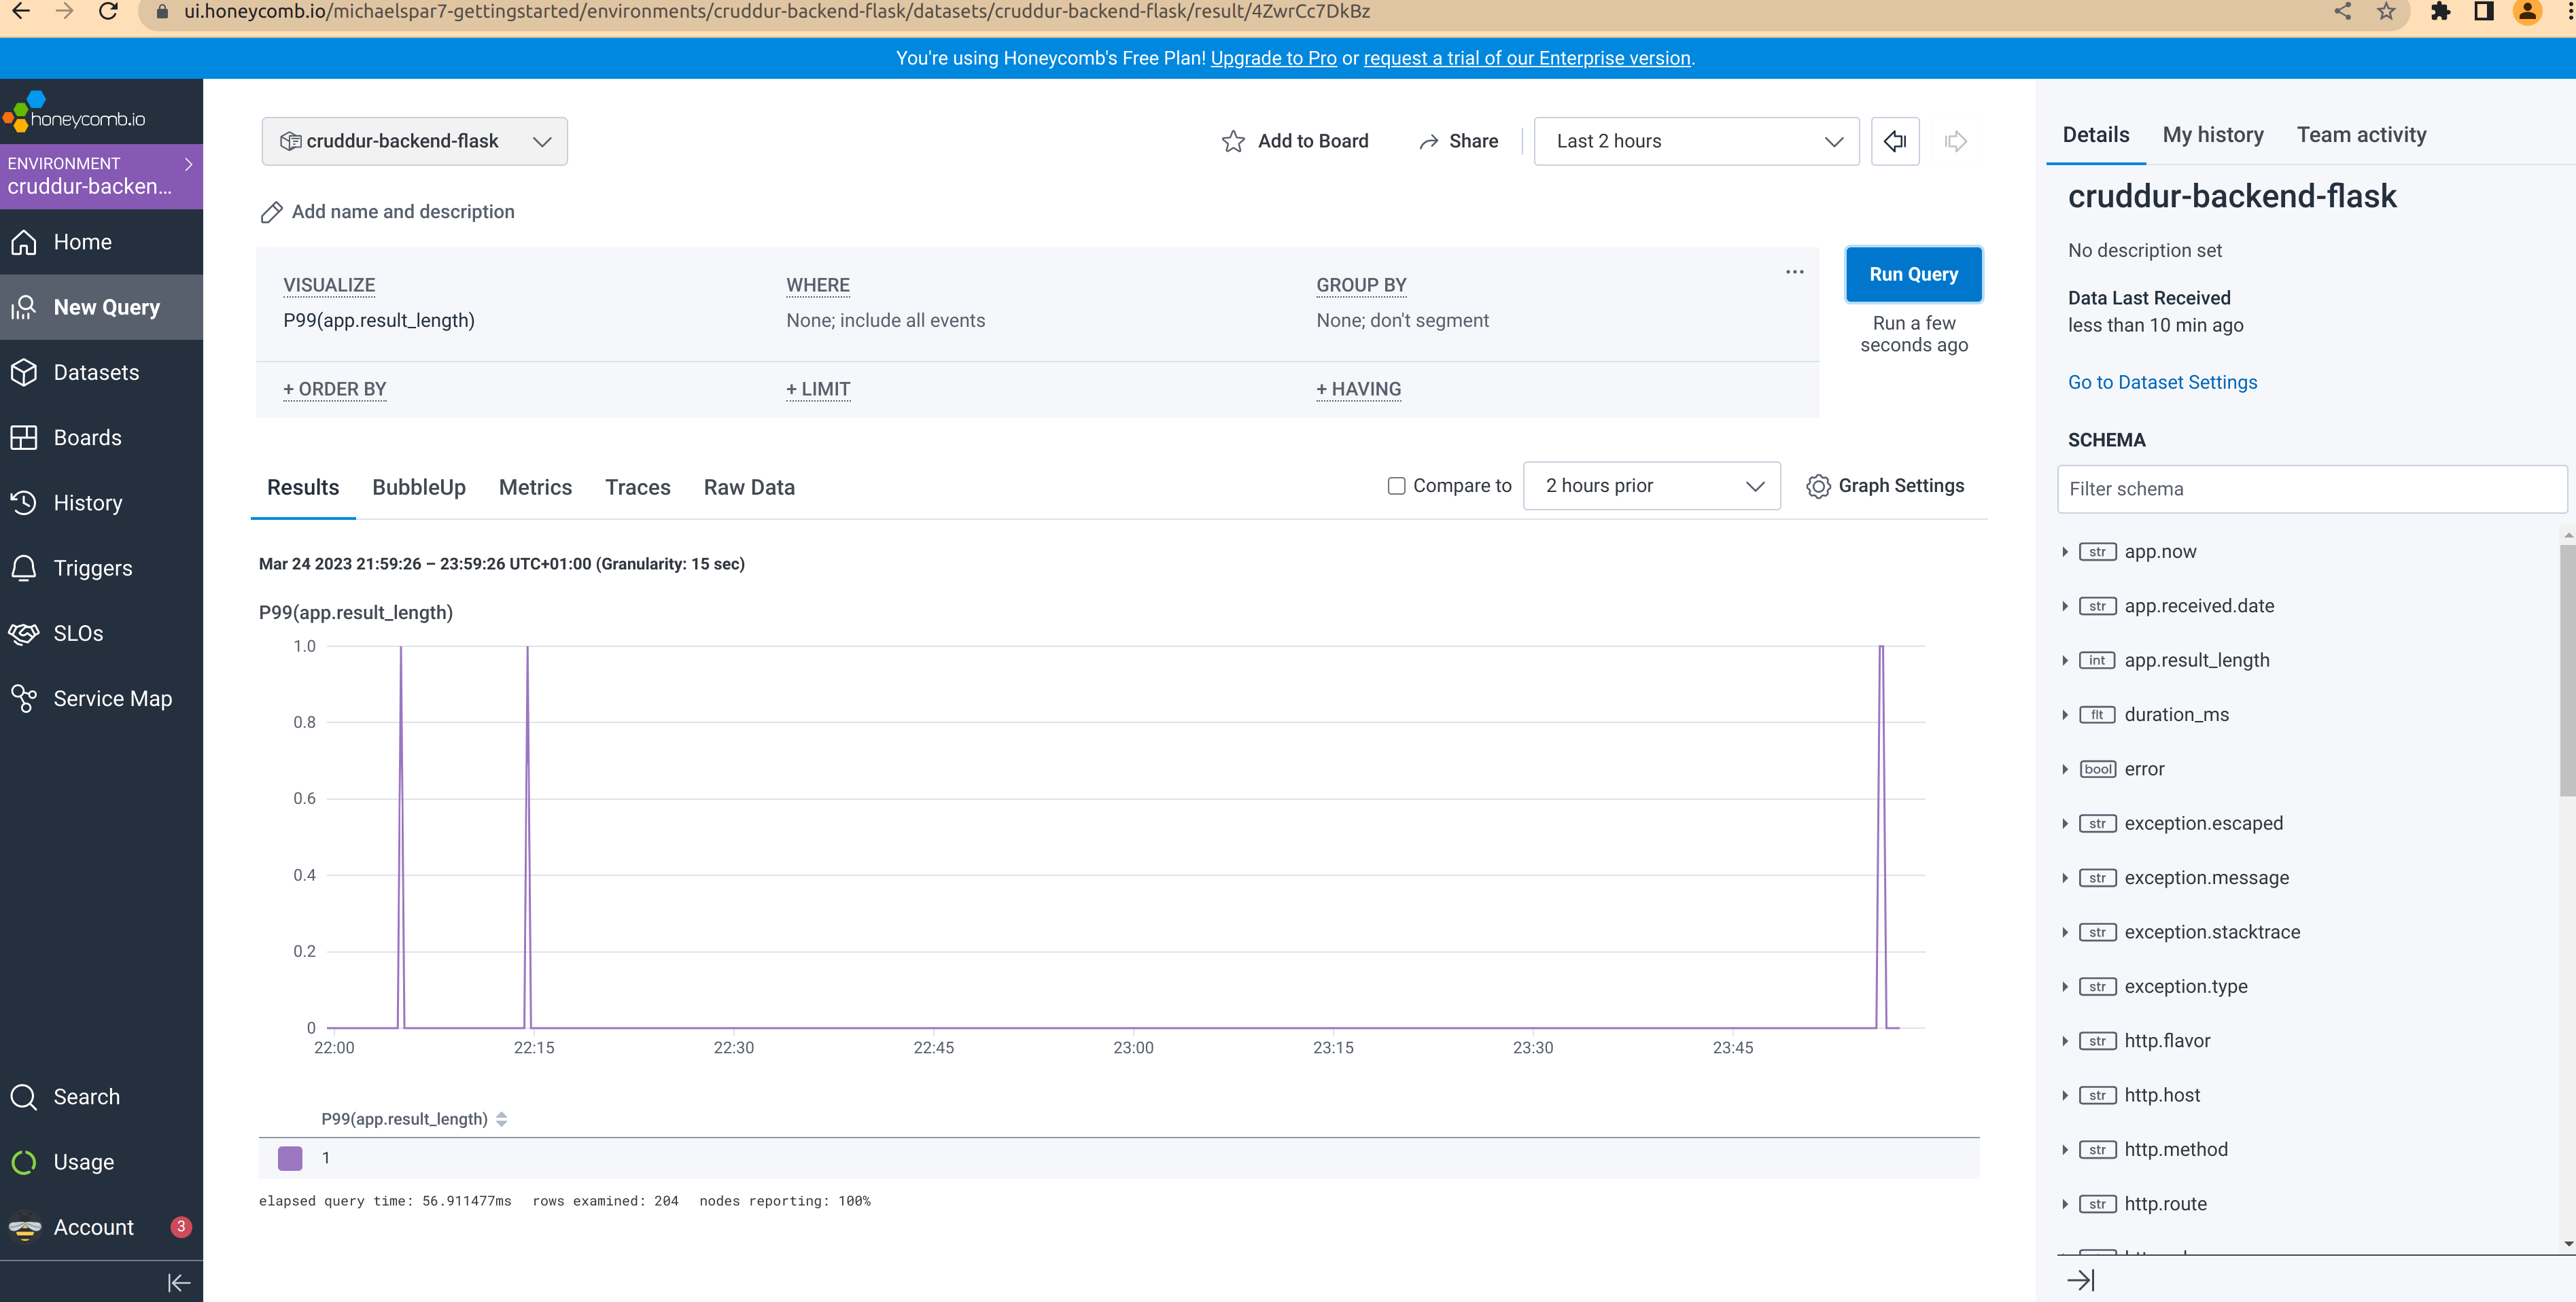 ui.honeycomb.io/michaelspar7-gettingstarted/environments/cruddur-backend-flask/datasets/cruddur-backend-flask/result/4ZwrCc7DkBz
You're using Honeycomb's Free Plan! Upgrade to Pro or request a trial of our Enterprise version.
honeycomb.io
ENVIRONMENT
cruddur-backen...
Home
New Query
Datasets
Boards
History
Triggers
SLOs
Service Map
Search
Usage
Account 3
cruddur-backend-flask
Add to Board
Share
Last 2 hours
Add name and description
VISUALIZE
P99(app.result_length)
WHERE
None; include all events
GROUP BY
None; don't segment
...
Run Query
Run a few
seconds ago
+ ORDER BY
+ LIMIT
+ HAVING
Results BubbleUp Metrics Traces Raw Data
Compare to
2 hours prior
Graph Settings
Mar 24 2023 21:59:26 – 23:59:26 UTC+01:00 (Granularity: 15 sec)
P99(app.result_length)
1.0
0.8
0.6
0.4
0.2
0
22:00 22:15 22:30 22:45 23:00 23:15 23:30 23:45
P99(app.result_length)
1
elapsed query time: 56.911477ms rows examined: 204 nodes reporting: 100%
Details My history Team activity
cruddur-backend-flask
No description set
Data Last Received
less than 10 min ago
Go to Dataset Settings
SCHEMA
Filter schema
str app.now
str app.received.date
int app.result_length
flt duration_ms
bool error
str exception.escaped
str exception.message
str exception.stacktrace
str exception.type
str http.flavor
str http.host
str http.method
str http.route